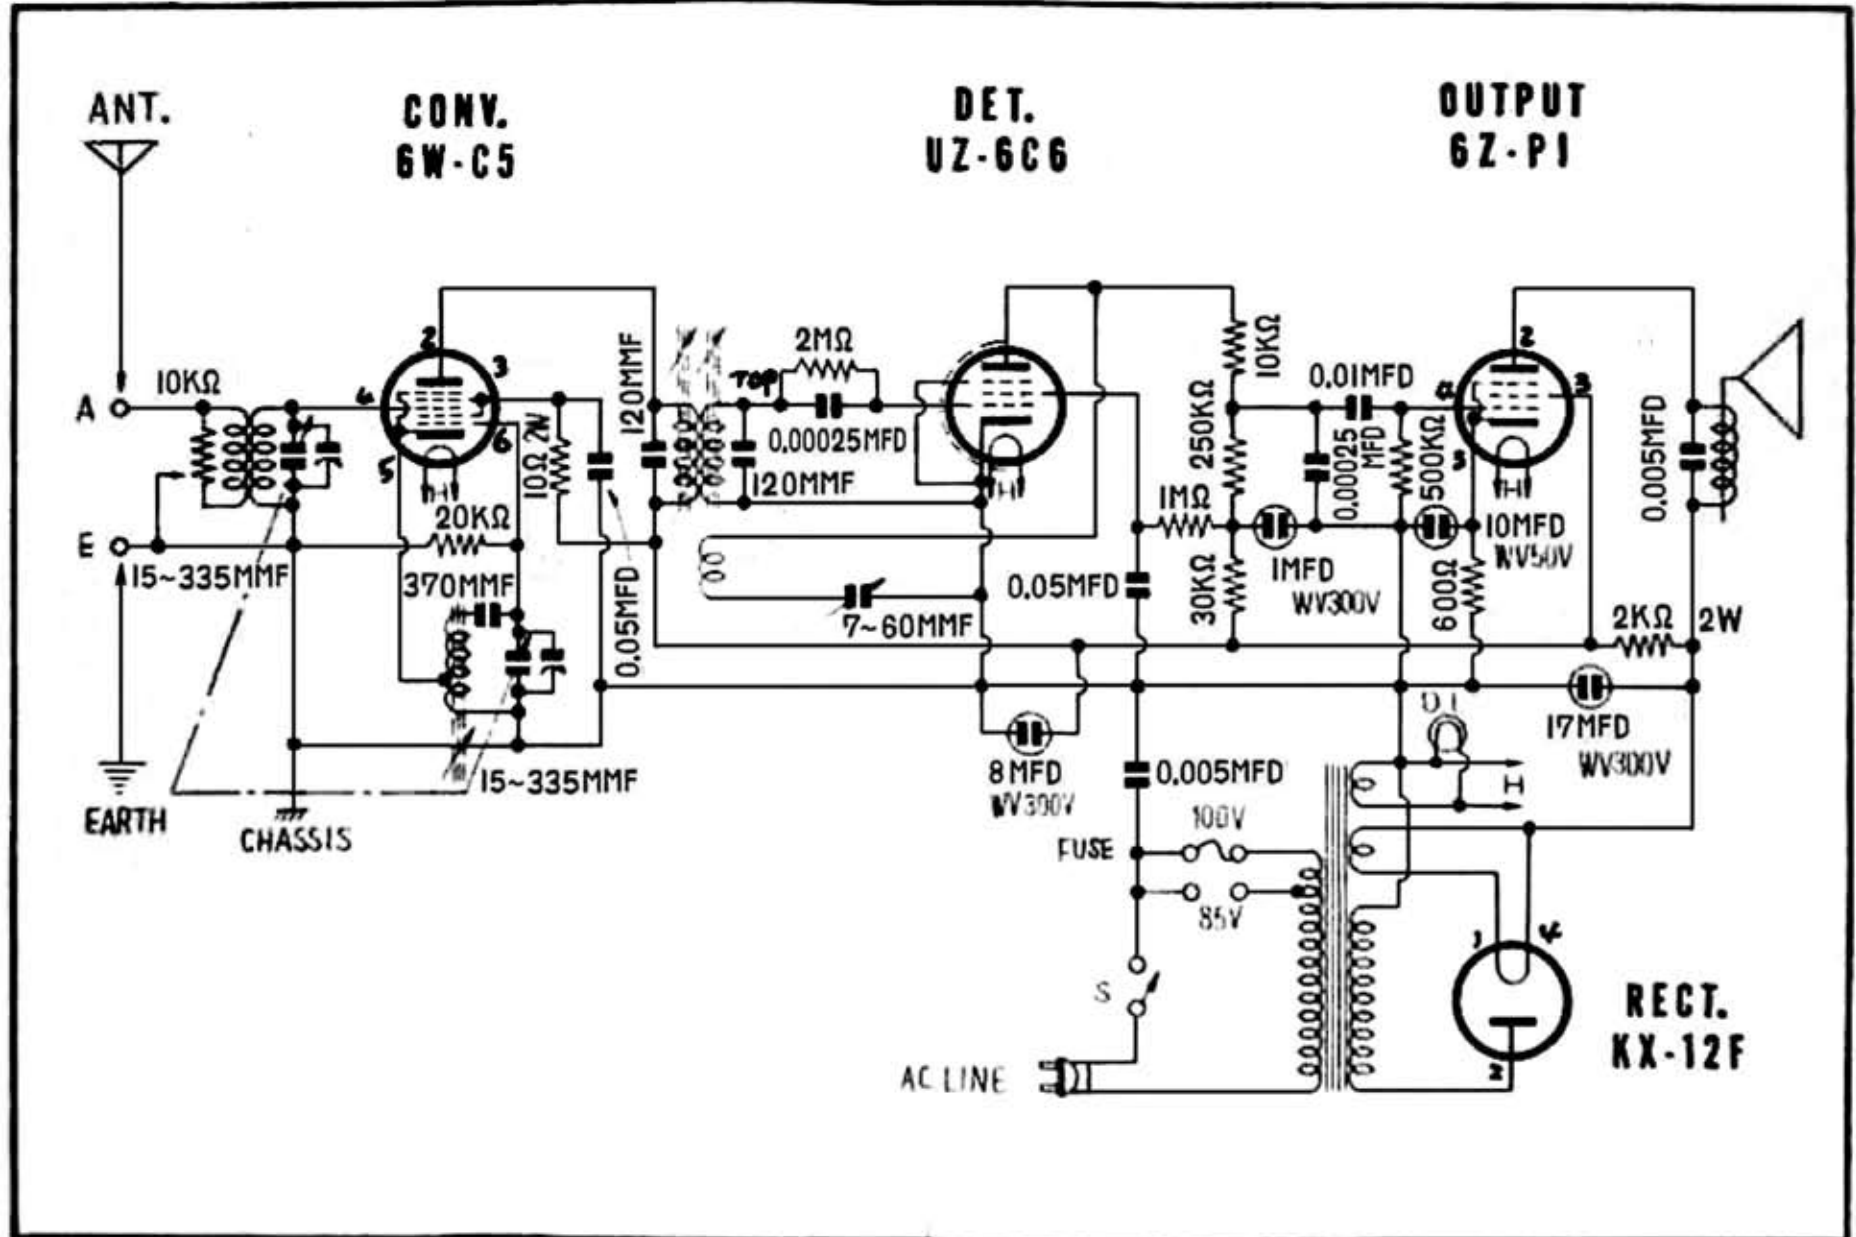 ANT.
CONV.
6W-C5
DET.
UZ-6C6
OUTPUT
6Z-P1
A
10KΩ
4
2
3
6
5
H
10Ω 2W
120MMF
TOP
2MΩ
0.00025MFD
120MMF
H
10KΩ
250KΩ
0.01MFD
0.00025
MFD
500KΩ
2
3
3
H
0.005MFD
E
15~335MMF
20KΩ
370MMF
0.05MFD
7~60MMF
0.05MFD
1MΩ
30KΩ
1MFD
WV300V
10MFD
WV50V
600Ω
2KΩ
2W
EARTH
CHASSIS
15~335MMF
8MFD
WV300V
0.005MFD
17MFD
WV300V
H
100V
FUSE
85V
S
AC LINE
1
4
2
RECT.
KX-12F